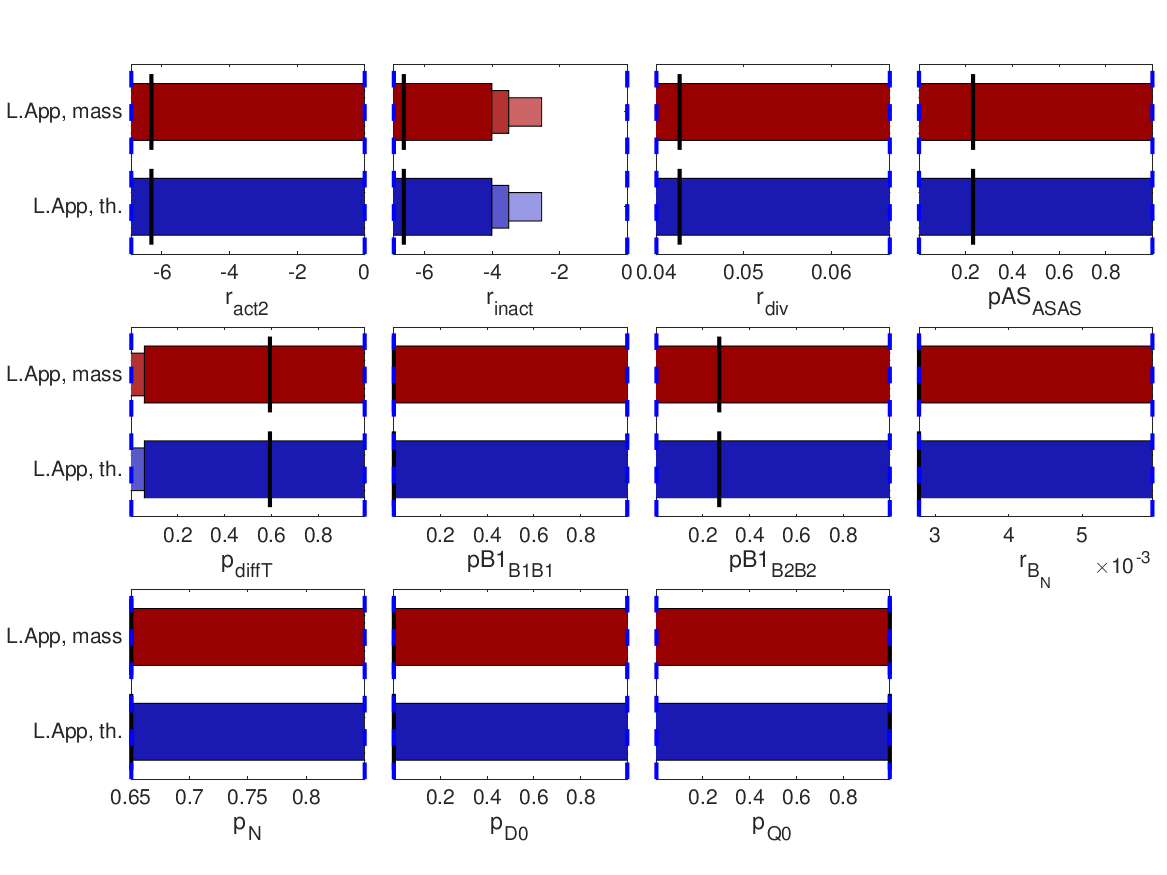 L.App, mass
L.App, th.
-6 -4 -2 0
r_act2
-6 -4 -2 0
r_inact
0.04 0.05 0.06
r_div
0.2 0.4 0.6 0.8
pAS_ASAS
L.App, mass
L.App, th.
0.2 0.4 0.6 0.8
p_diffT
0.2 0.4 0.6 0.8
pB1_B1B1
0.2 0.4 0.6 0.8
pB1_B2B2
3 4 5
×10^-3
r_B_N
L.App, mass
L.App, th.
0.65 0.7 0.75 0.8
p_N
0.2 0.4 0.6 0.8
p_D0
0.2 0.4 0.6 0.8
p_Q0